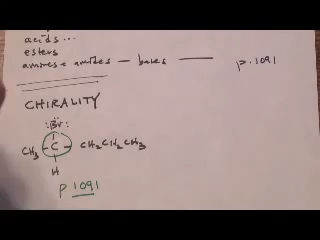 acids...
esters
amines + amides — bases —— p. 1091
CHIRALITY
:Br:
CH₃ - C - CH₂CH₂CH₃
H
p 1091